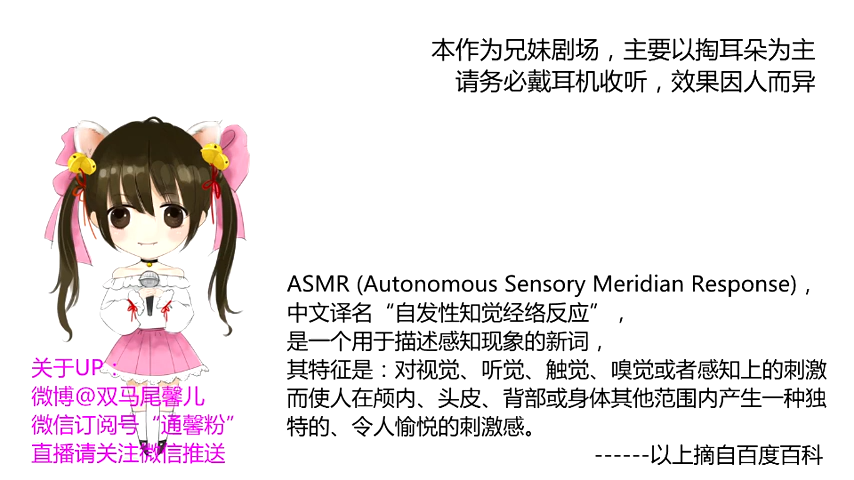 本作为兄妹剧场，主要以掏耳朵为主
请务必戴耳机收听，效果因人而异
ASMR (Autonomous Sensory Meridian Response)，
中文译名“自发性知觉经络反应”，
是一个用于描述感知现象的新词，
其特征是：对视觉、听觉、触觉、嗅觉或者感知上的刺激
而使人在颅内、头皮、背部或身体其他范围内产生一种独
特的、令人愉悦的刺激感。
------以上摘自百度百科
关于UP：
微博@双马尾馨儿
微信订阅号“通馨粉”
直播请关注微信推送